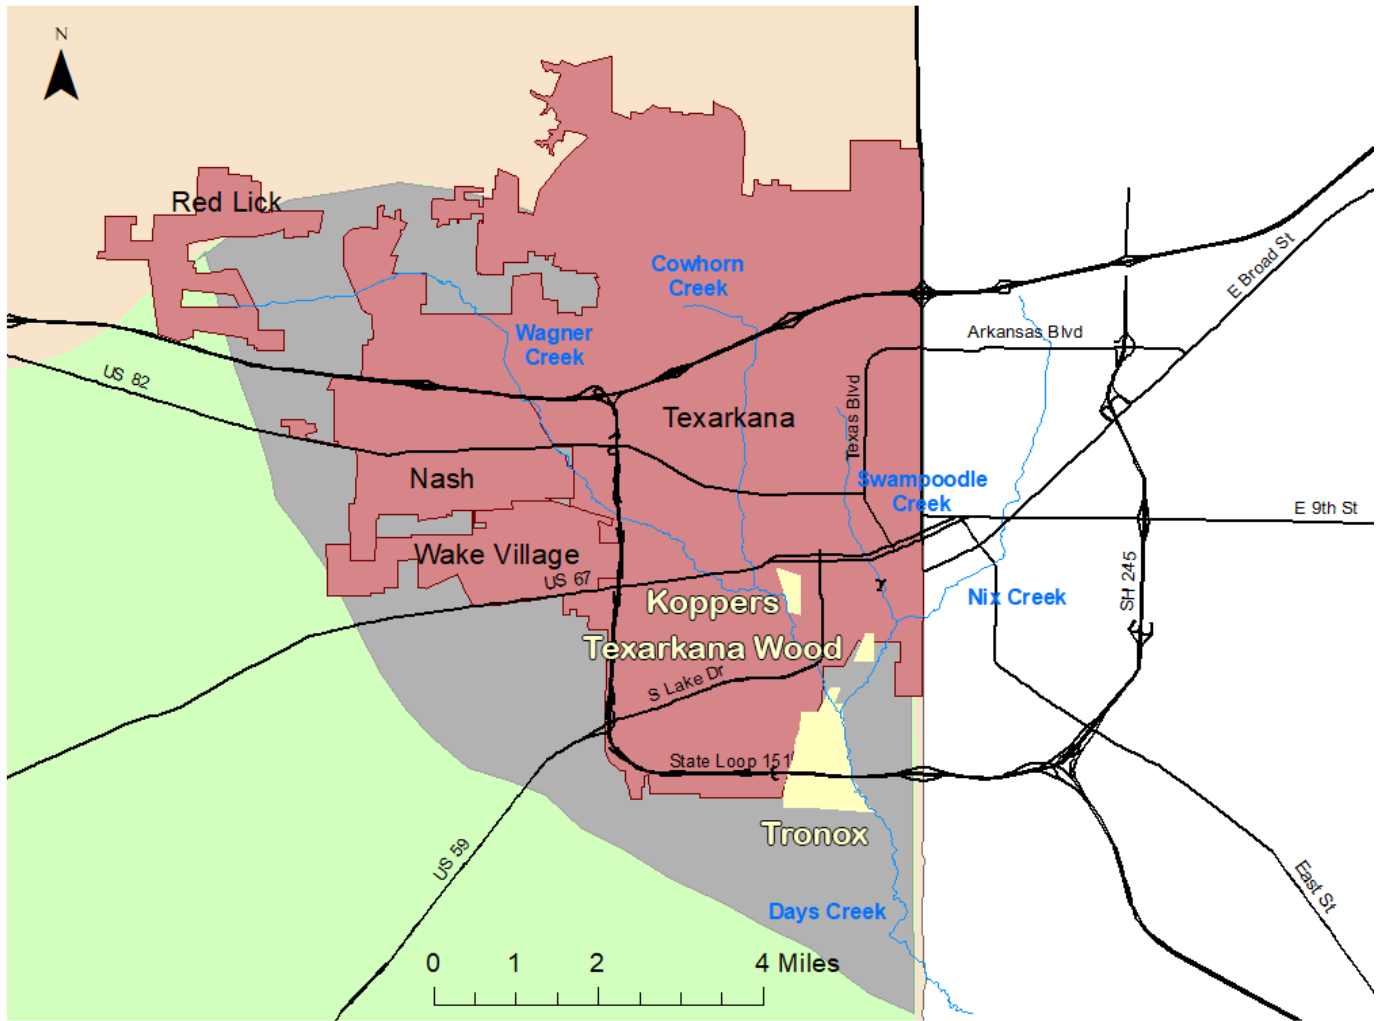 N
Red Lick
Cowhorn
Creek
E Broad St
Wagner
Creek
Arkansas Blvd
US 82
Texas Blvd
Texarkana
Nash
Swampoodle
Creek
E 9th St
Wake Village
US 67
SH 245
Koppers
Nix Creek
Texarkana Wood
S Lake Dr
State Loop 151
Tronox
US 59
East St
Days Creek
0 1 2 4 Miles